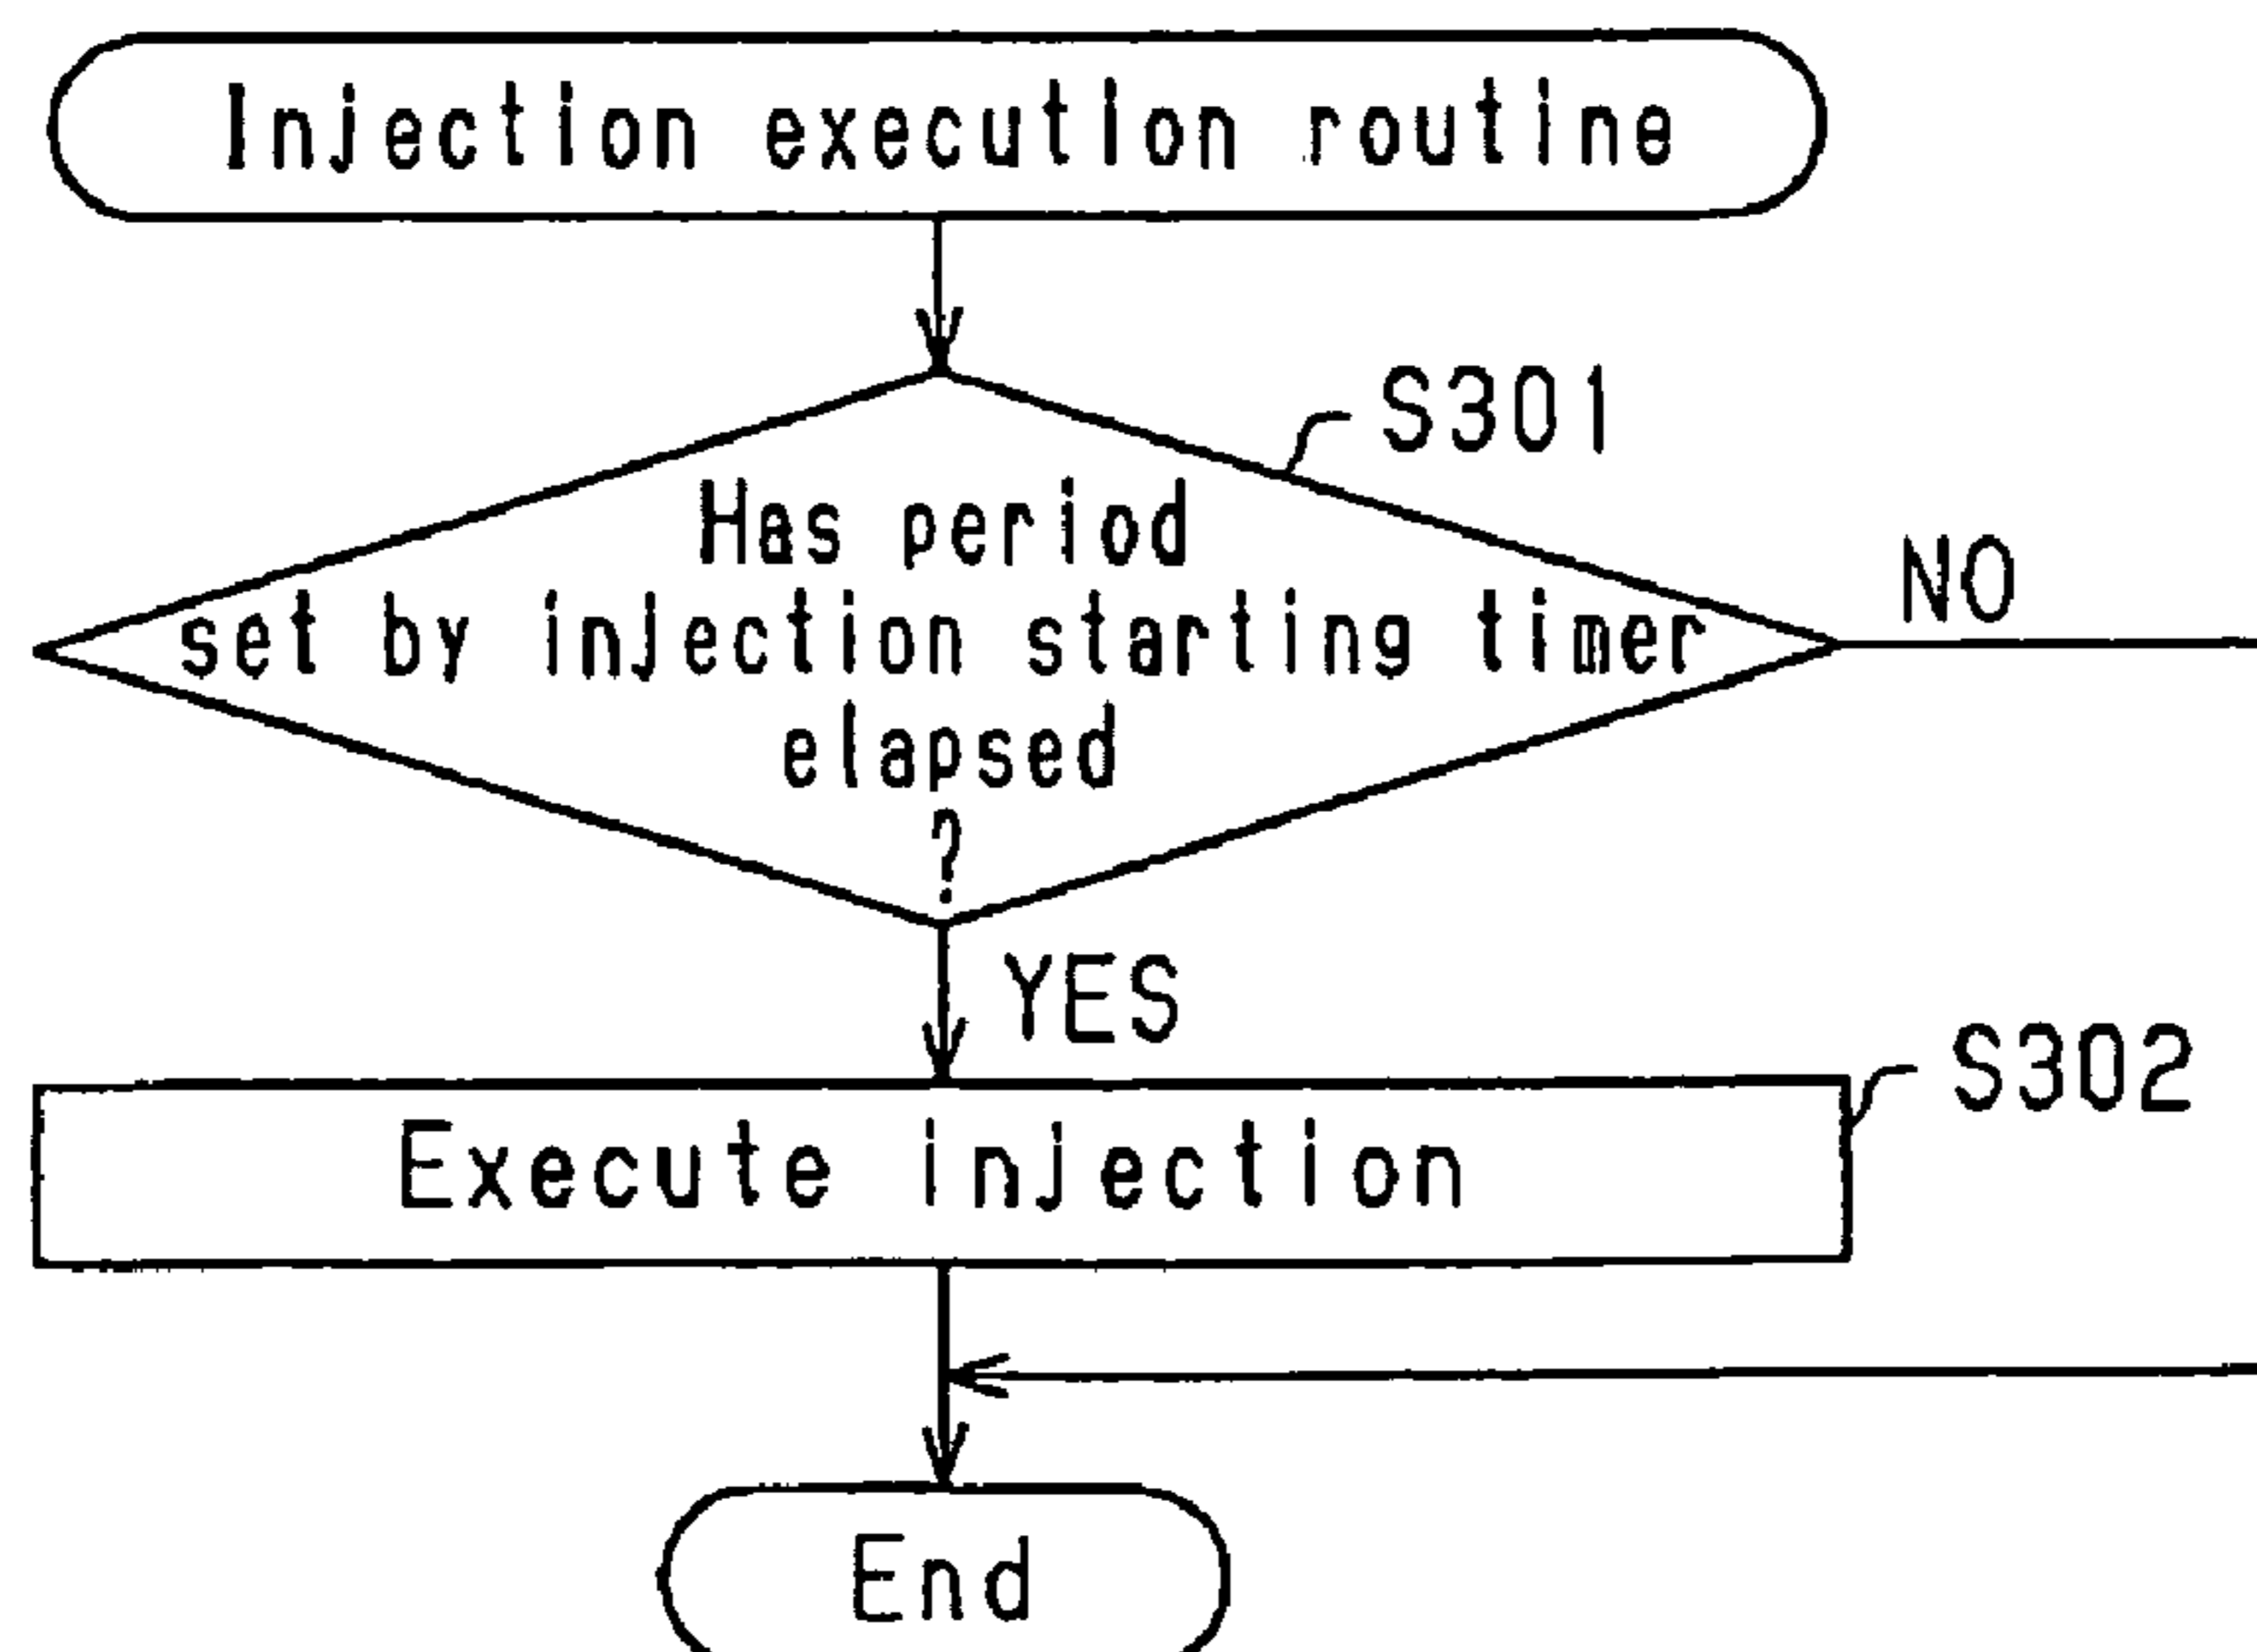 Injection execution routine
S301
Has period
set by injection starting timer
elapsed
?
NO
YES
S302
Execute injection
End